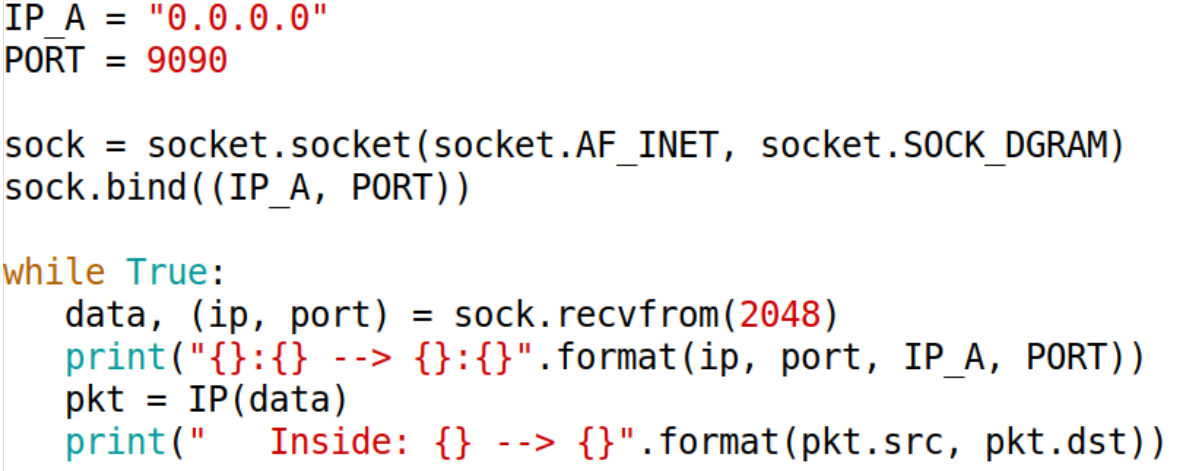 IP_A = "0.0.0.0"
PORT = 9090

sock = socket.socket(socket.AF_INET, socket.SOCK_DGRAM)
sock.bind((IP_A, PORT))

while True:
   data, (ip, port) = sock.recvfrom(2048)
   print("{}:{} --> {}:{}".format(ip, port, IP_A, PORT))
   pkt = IP(data)
   print("   Inside: {} --> {}".format(pkt.src, pkt.dst))